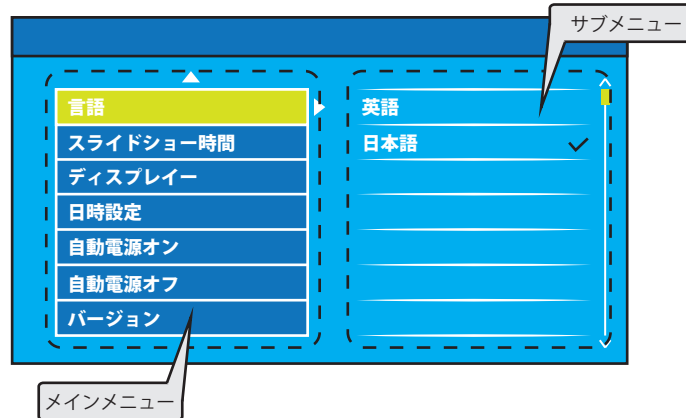 サブメニュー
言語
スライドショー時間
ディスプレイー
日時設定
自動電源オン
自動電源オフ
バージョン
英語
日本語
メインメニュー